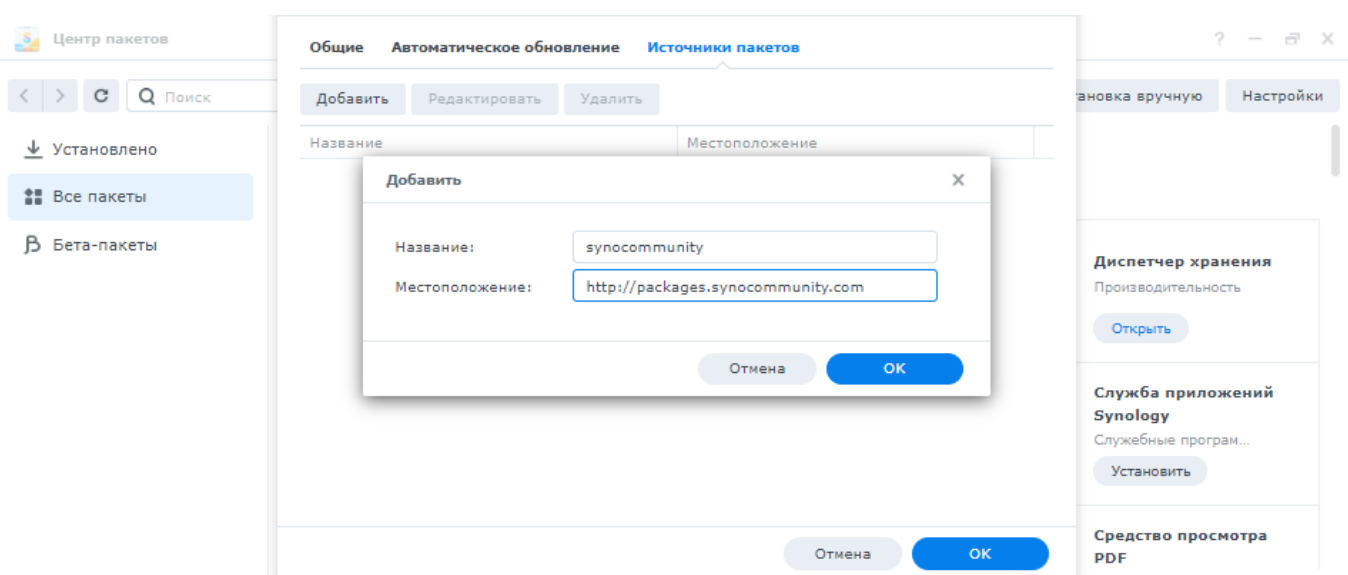 Центр пакетов
Поиск
Установлено
Все пакеты
Бета-пакеты
Общие Автоматическое обновление Источники пакетов
Добавить Редактировать Удалить
Название Местоположение
Добавить
Название: synocommunity
Местоположение: http://packages.synocommunity.com
Отмена OK
Отмена OK
вручную Настройки
Диспетчер хранения
Производительность
Открыть
Служба приложений
Synology
Служебные програм...
Установить
Средство просмотра
PDF